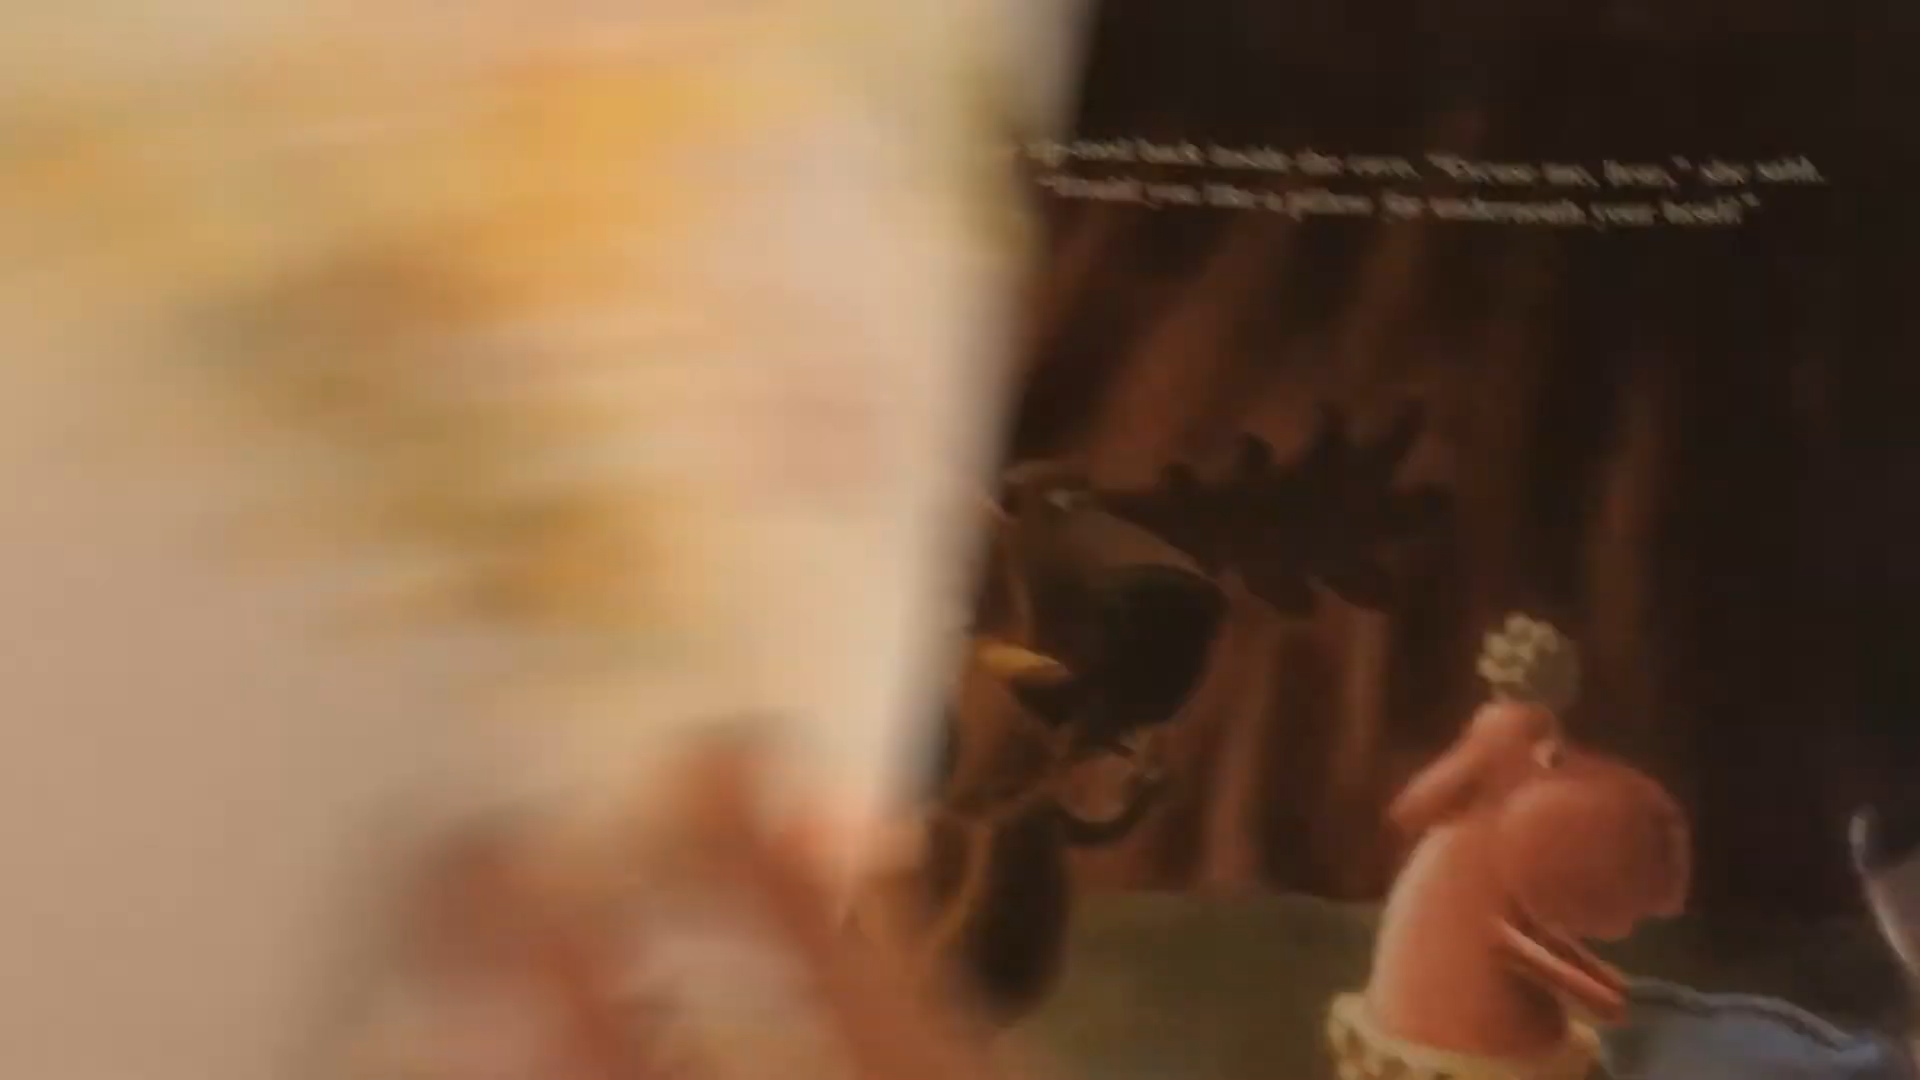 back inside the cave. "Excuse me, Bear," she said.
"Would you like a pillow for underneath your head?"